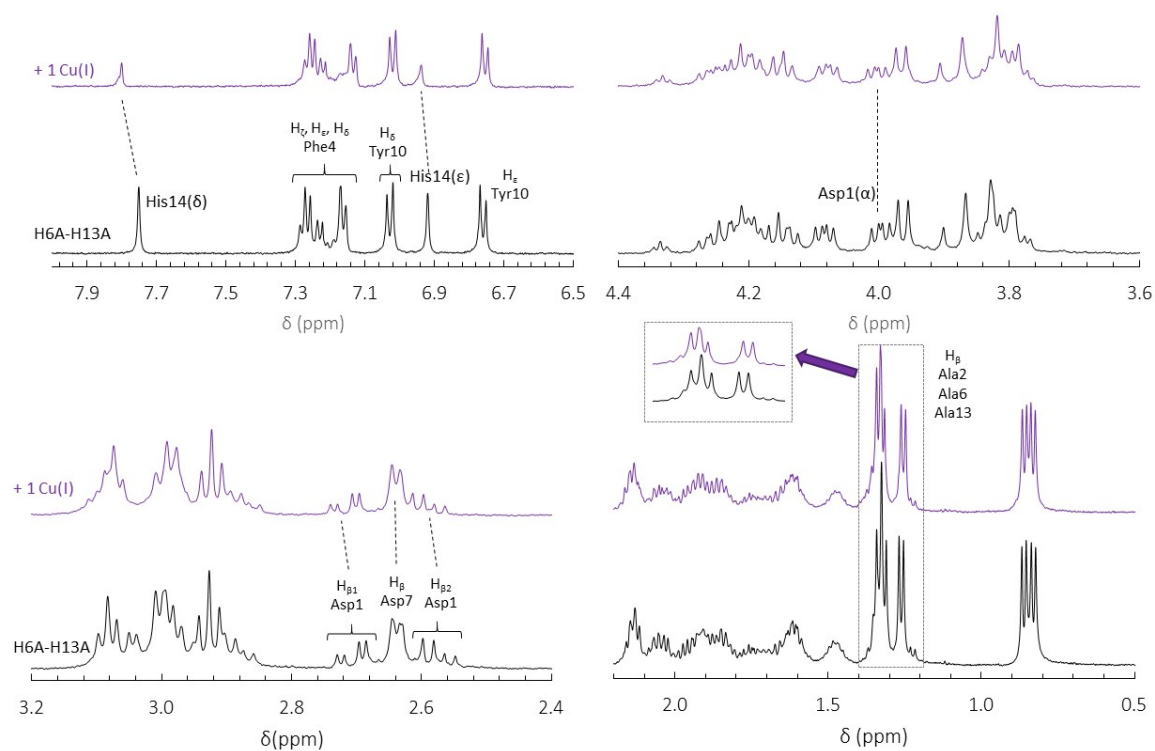 + 1 Cu(I)
Hζ, Hε, Hδ
Phe4
Hδ
Tyr10
His14(ε)
Hε
Tyr10
His14(δ)
H6A-H13A
7.9 7.7 7.5 7.3 7.1 6.9 6.7 6.5
δ (ppm)
Asp1(α)
4.4 4.2 4.0 3.8 3.6
δ (ppm)
+ 1 Cu(I)
Hβ1
Asp1
Hβ
Asp7
Hβ2
Asp1
H6A-H13A
3.2 3.0 2.8 2.6 2.4
δ(ppm)
Hβ
Ala2
Ala6
Ala13
2.0 1.5 1.0 0.5
δ (ppm)